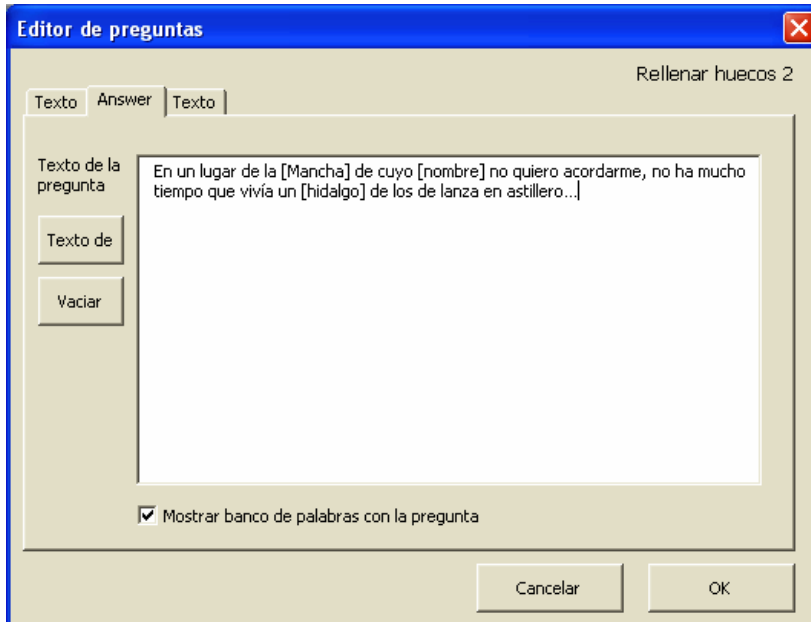 Editor de preguntas
Rellenar huecos 2
Texto
Answer
Texto
Texto de la
pregunta
En un lugar de la [Mancha] de cuyo [nombre] no quiero acordarme, no ha mucho
tiempo que vivía un [hidalgo] de los de lanza en astillero...
Texto de
Vaciar
Mostrar banco de palabras con la pregunta
Cancelar
OK